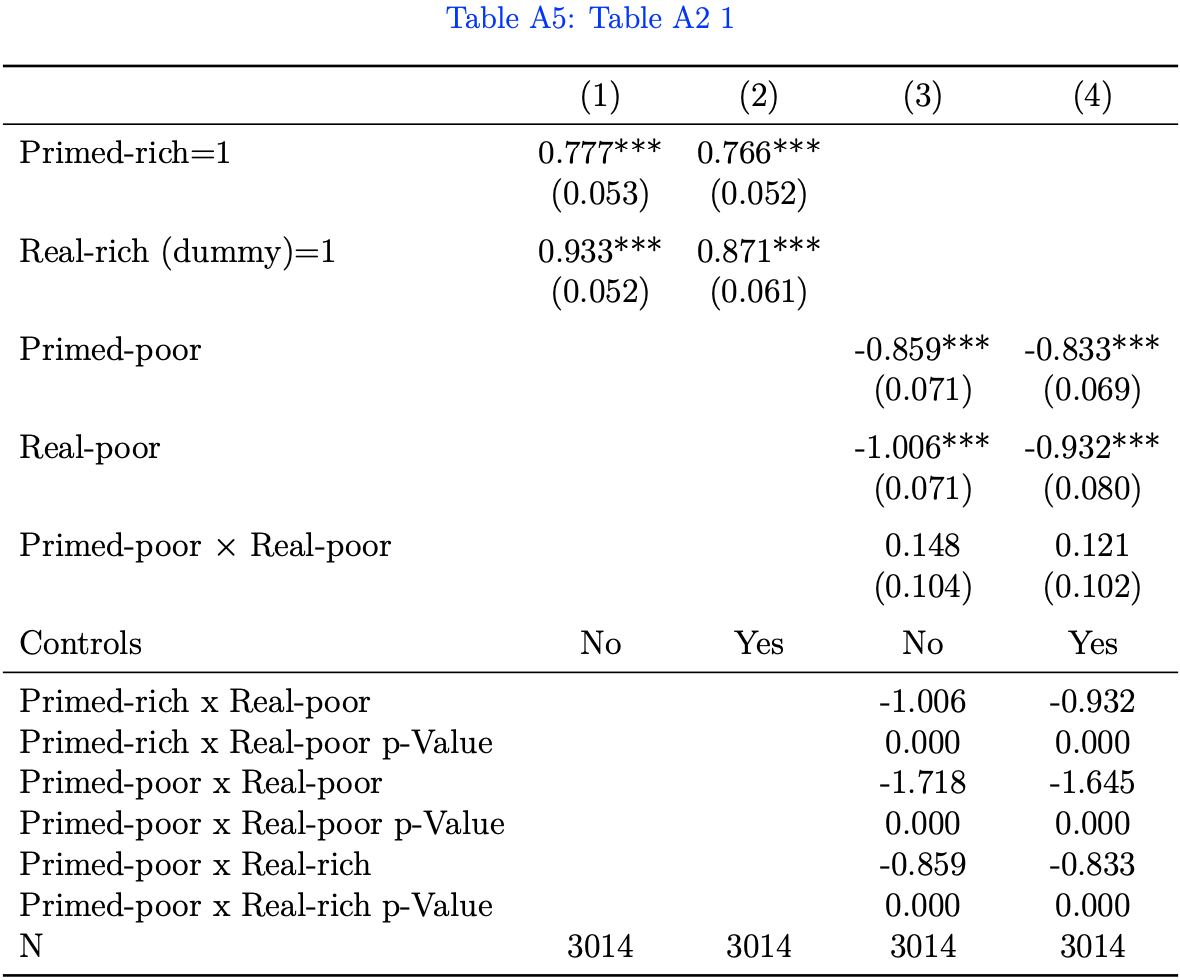 Table A5: Table A2 1
(1) (2) (3) (4)
Primed-rich=1 0.777*** 0.766***
(0.053) (0.052)
Real-rich (dummy)=1 0.933*** 0.871***
(0.052) (0.061)
Primed-poor -0.859*** -0.833***
(0.071) (0.069)
Real-poor -1.006*** -0.932***
(0.071) (0.080)
Primed-poor × Real-poor 0.148 0.121
(0.104) (0.102)
Controls No Yes No Yes
Primed-rich x Real-poor -1.006 -0.932
Primed-rich x Real-poor p-Value 0.000 0.000
Primed-poor x Real-poor -1.718 -1.645
Primed-poor x Real-poor p-Value 0.000 0.000
Primed-poor x Real-rich -0.859 -0.833
Primed-poor x Real-rich p-Value 0.000 0.000
N 3014 3014 3014 3014